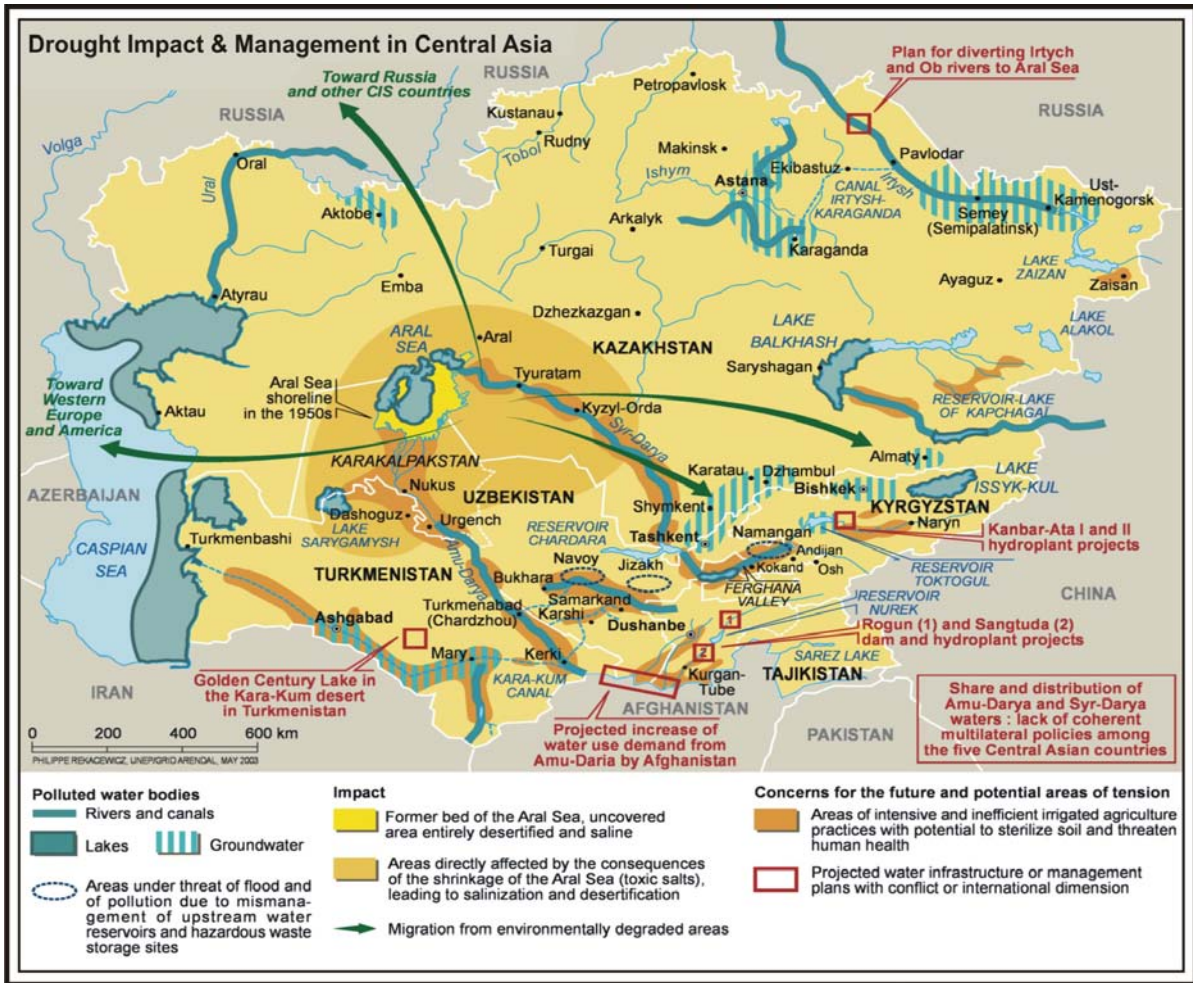 Drought Impact & Management in Central Asia
Toward Russia
and other CIS countries
RUSSIA
RUSSIA
Plan for diverting Irtych
and Ob rivers to Aral Sea
RUSSIA
Petropavlosk
Kustanau
Rudny
Tobol
Volga
Oral
Ural
Makinsk
Ishym
Astana
Ekibastuz
Pavlodar
Irtysh
CANAL
IRTYSH-
KARAGANDA
Ust-
Kamenogorsk
Semey
(Semipalatinsk)
Aktobe
Arkalyk
Turgai
Karaganda
LAKE
ZAIZAN
Ayaguz
Zaisan
Emba
Atyrau
Dzhezkazgan
LAKE
ALAKOL
ARAL
SEA
Aral
KAZAKHSTAN
LAKE
BALKHASH
Saryshagan
Toward
Western
Europe
and America
Aral Sea
shoreline
in the 1950s
Aktau
Tyuratam
Kyzyl-Orda
Syr-Darya
RESERVOIR-LAKE
OF KAPCHAGAÏ
Almaty
KARAKALPAKSTAN
Karatau
Dzhambul
Bishkek
LAKE
ISSYK-KUL
AZERBAIJAN
Nukus
UZBEKISTAN
Shymkent
KYRGYZSTAN
Dashoguz
Urgench
LAKE
SARYGAMYSH
RESERVOIR
CHARDARA
Tashkent
Namangan
Naryn
Kanbar-Ata I and II
hydroplant projects
Turkmenbashi
CASPIAN
SEA
Amu-Darya
Navoy
Jizakh
Andijan
Kokand
Osh
RESERVOIR
TOKTOGUL
TURKMENISTAN
Bukhara
FERGHANA
VALLEY
CHINA
Samarkand
Karshi
RESERVOIR
NUREK
Turkmenabad
(Chardzhou)
Dushanbe
1
Rogun (1) and Sangtuda (2)
dam and hydroplant projects
Ashgabad
2
Mary
Kerki
Kurgan-
Tube
SAREZ LAKE
TAJIKISTAN
Golden Century Lake in
the Kara-Kum desert
in Turkmenistan
KARA-KUM
CANAL
IRAN
AFGHANISTAN
Projected increase of
water use demand from
Amu-Daria by Afghanistan
PAKISTAN
Share and distribution of
Amu-Darya and Syr-Darya
waters : lack of coherent
multilateral policies among
the five Central Asian countries
0 200 400 600 km
PHILIPPE REKACEWICZ, UNEP/GRID ARENDAL, MAY 2003
Polluted water bodies
Rivers and canals
Lakes
Groundwater
Areas under threat of flood and
of pollution due to mismana-
gement of upstream water
reservoirs and hazardous waste
storage sites
Impact
Former bed of the Aral Sea, uncovered
area entirely desertified and saline
Areas directly affected by the consequences
of the shrinkage of the Aral Sea (toxic salts),
leading to salinization and desertification
Migration from environmentally degraded areas
Concerns for the future and potential areas of tension
Areas of intensive and inefficient irrigated agriculture
practices with potential to sterilize soil and threaten
human health
Projected water infrastructure or management
plans with conflict or international dimension